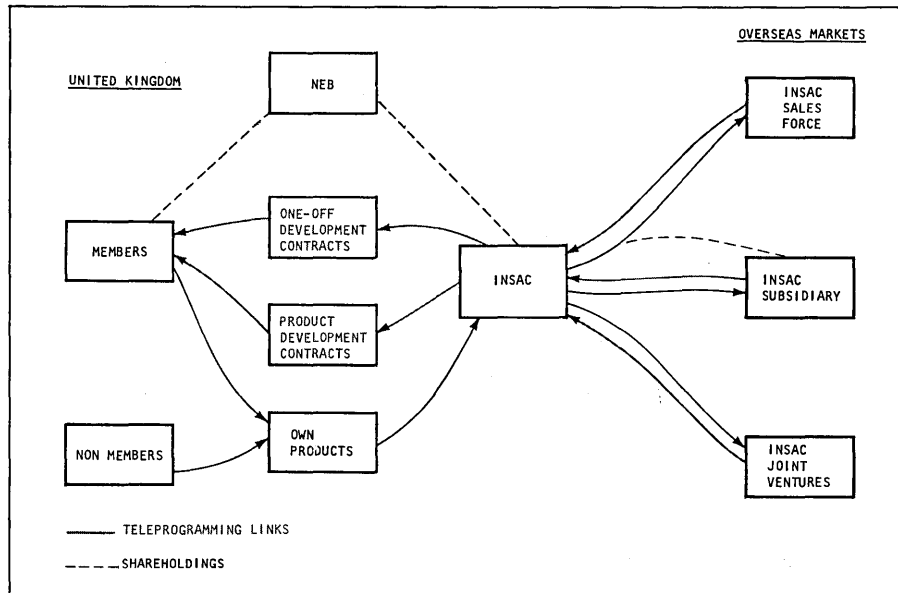 OVERSEAS MARKETS
UNITED KINGDOM
NEB
INSAC
SALES
FORCE
ONE-OFF
DEVELOPMENT
CONTRACTS
MEMBERS
INSAC
INSAC
SUBSIDIARY
PRODUCT
DEVELOPMENT
CONTRACTS
OWN
PRODUCTS
NON MEMBERS
INSAC
JOINT
VENTURES
TELEPROGRAMMING LINKS
SHAREHOLDINGS